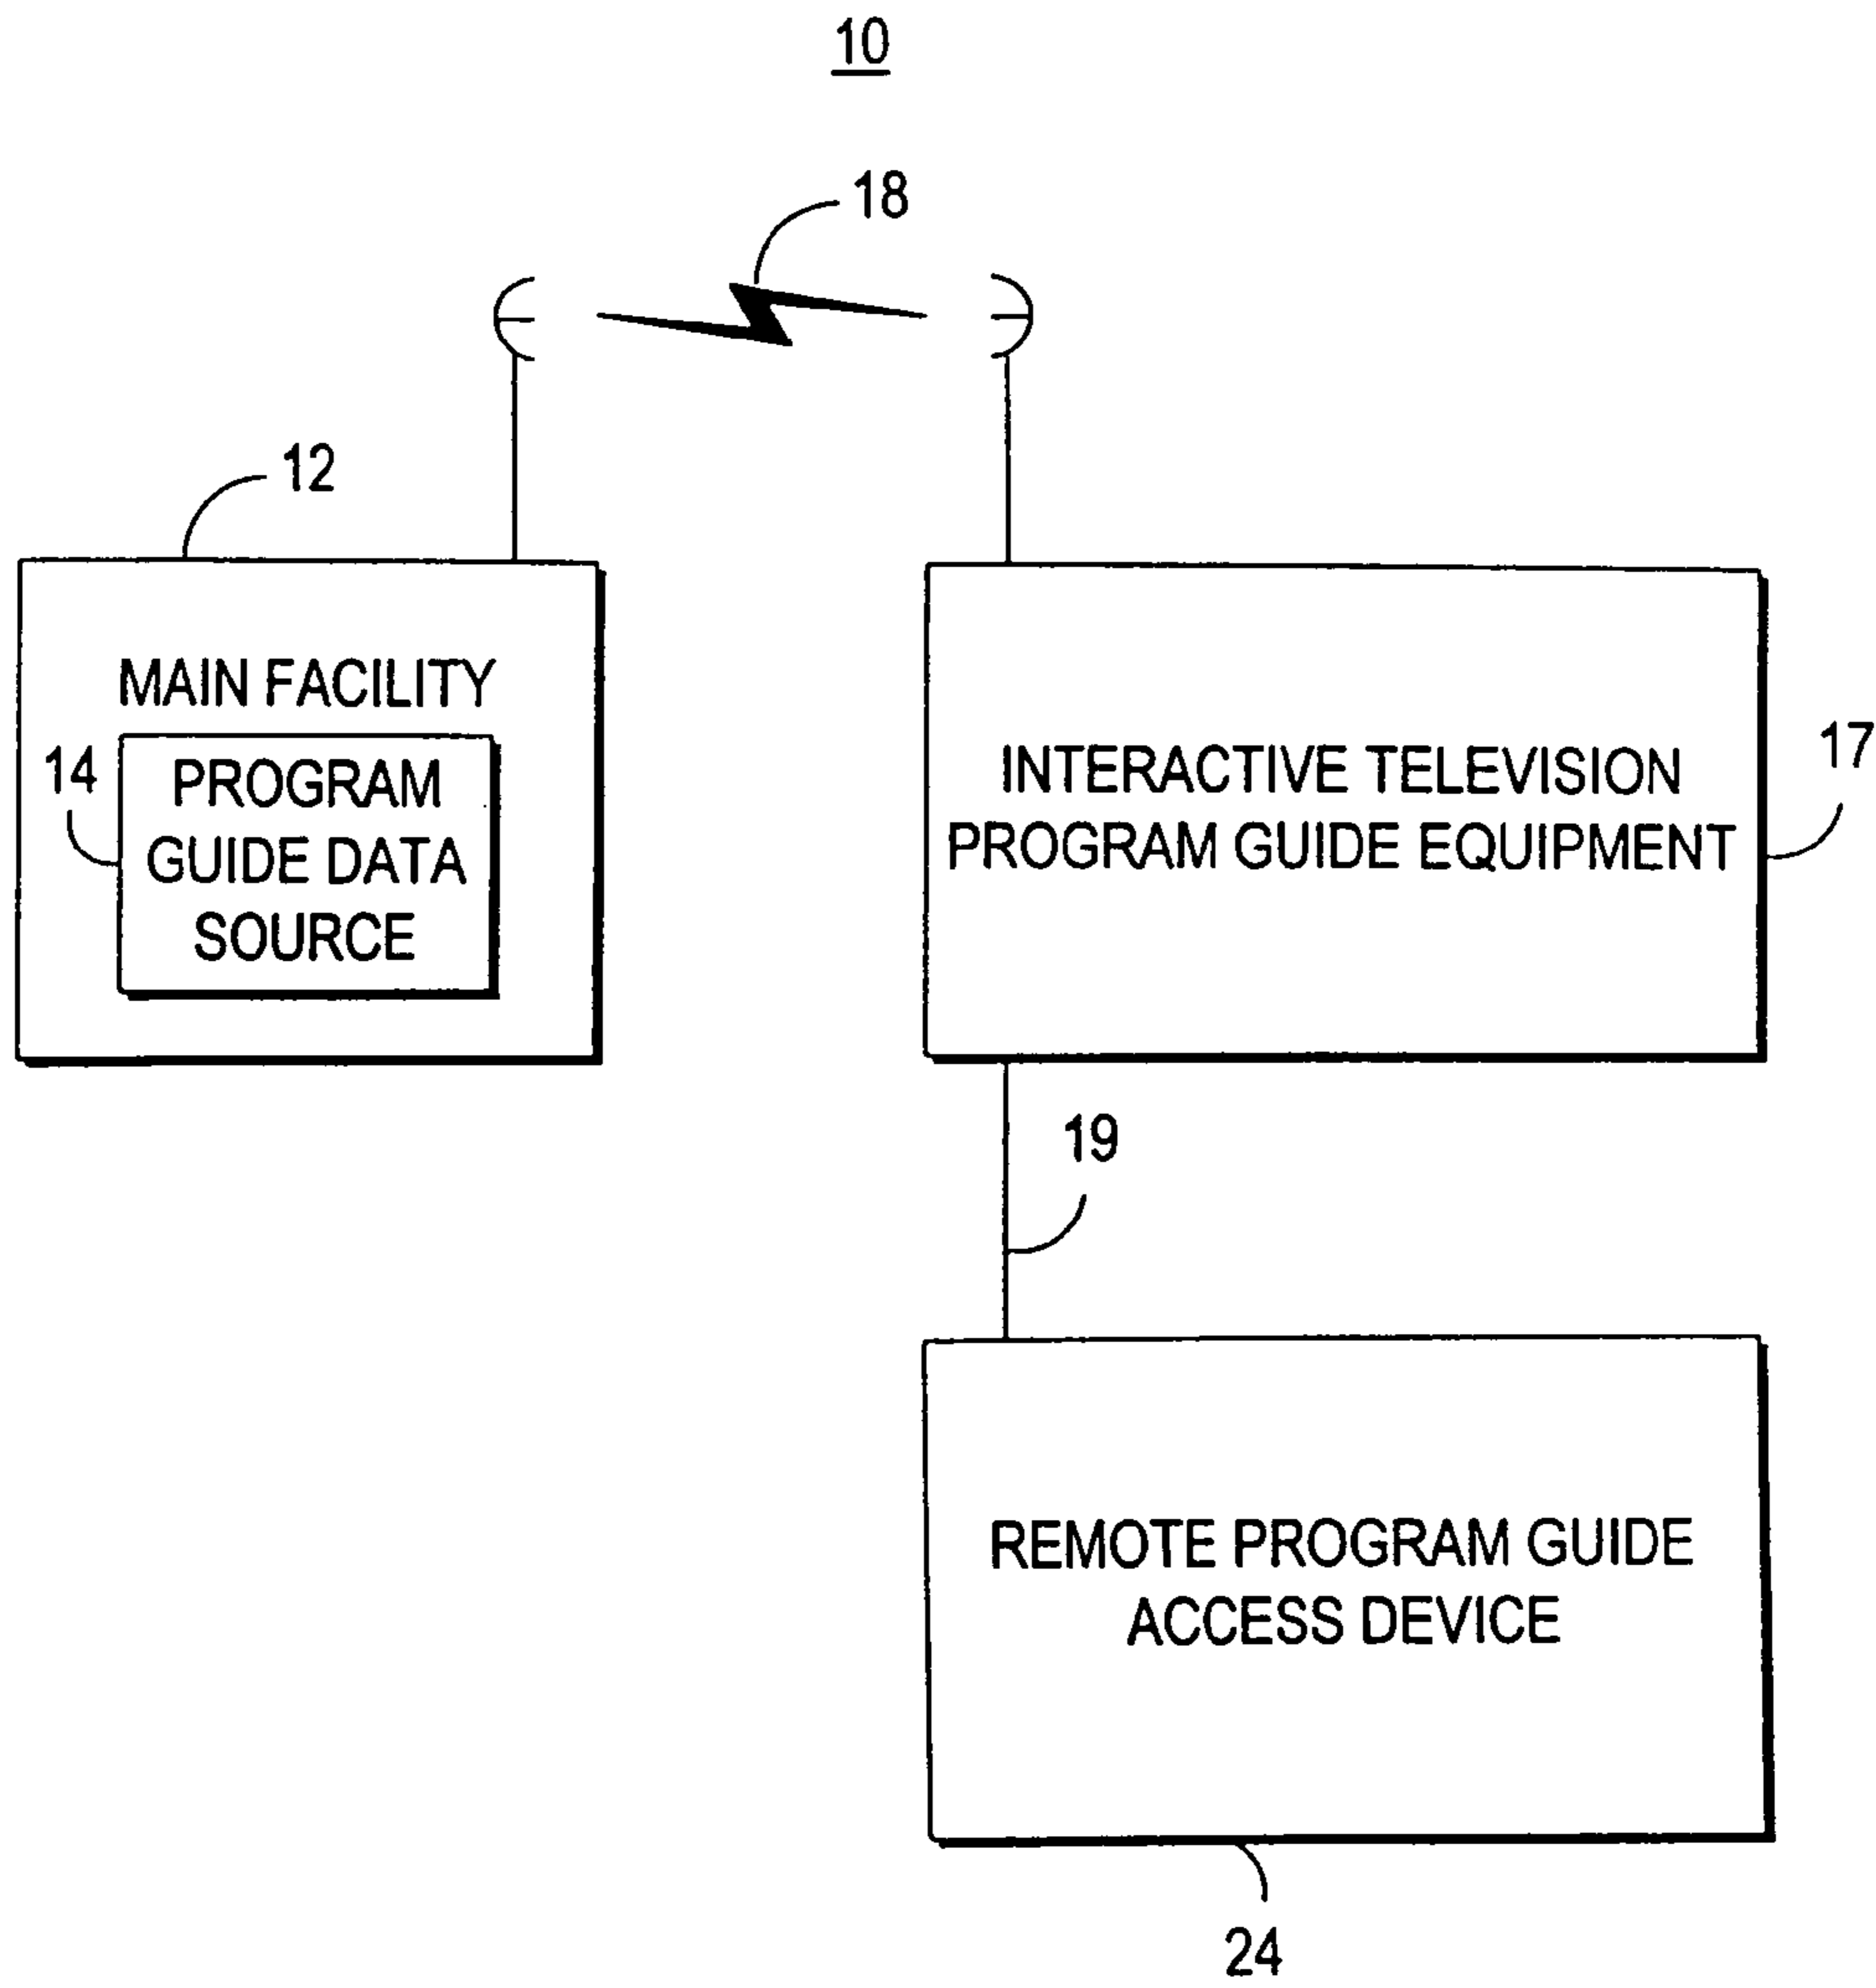 10
18
12
MAIN FACILITY
14
PROGRAM
GUIDE DATA
SOURCE
INTERACTIVE TELEVISION
PROGRAM GUIDE EQUIPMENT
17
19
REMOTE PROGRAM GUIDE
ACCESS DEVICE
24